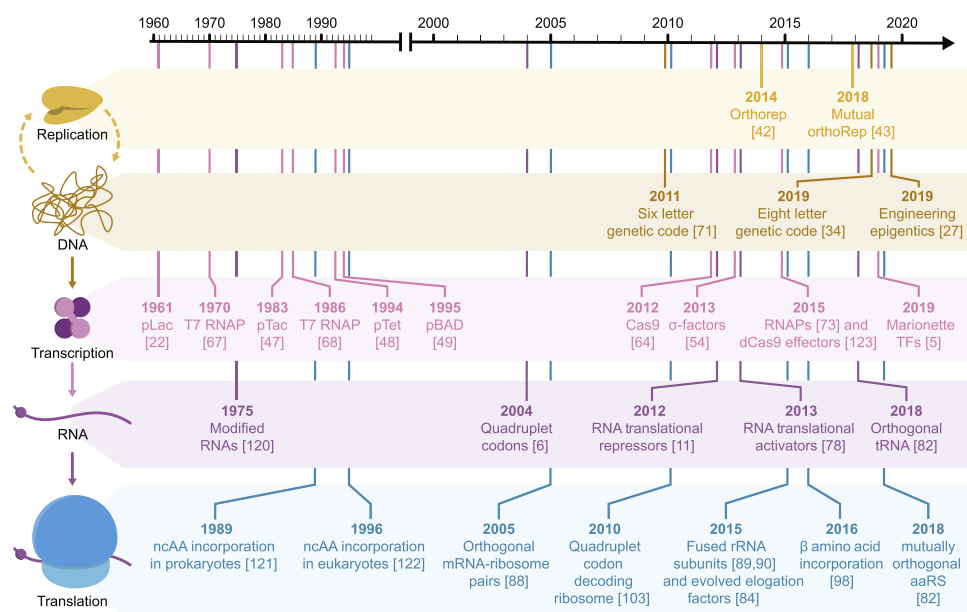 1960 1970 1980 1990 2000 2005 2010 2015 2020
Replication
2014
Orthorep
[42]
2018
Mutual
orthoRep [43]
DNA
2011
Six letter
genetic code [71]
2019
Eight letter
genetic code [34]
2019
Engineering
epigentics [27]
Transcription
1961
pLac
[22]
1970
T7 RNAP
[67]
1983
pTac
[47]
1986
T7 RNAP
[68]
1994
pTet
[48]
1995
pBAD
[49]
2012
Cas9
[64]
2013
σ-factors
[54]
2015
RNAPs [73] and
dCas9 effectors [123]
2019
Marionette
TFs [5]
RNA
1975
Modified
RNAs [120]
2004
Quadruplet
codons [6]
2012
RNA translational
repressors [11]
2013
RNA translational
activators [78]
2018
Orthogonal
tRNA [82]
Translation
1989
ncAA incorporation
in prokaryotes [121]
1996
ncAA incorporation
in eukaryotes [122]
2005
Orthogonal
mRNA-ribosome
pairs [88]
2010
Quadruplet
codon
decoding
ribosome [103]
2015
Fused rRNA
subunits [89,90]
and evolved elogation
factors [84]
2016
β amino acid
incorporation
[98]
2018
mutually
orthogonal
aaRS
[82]